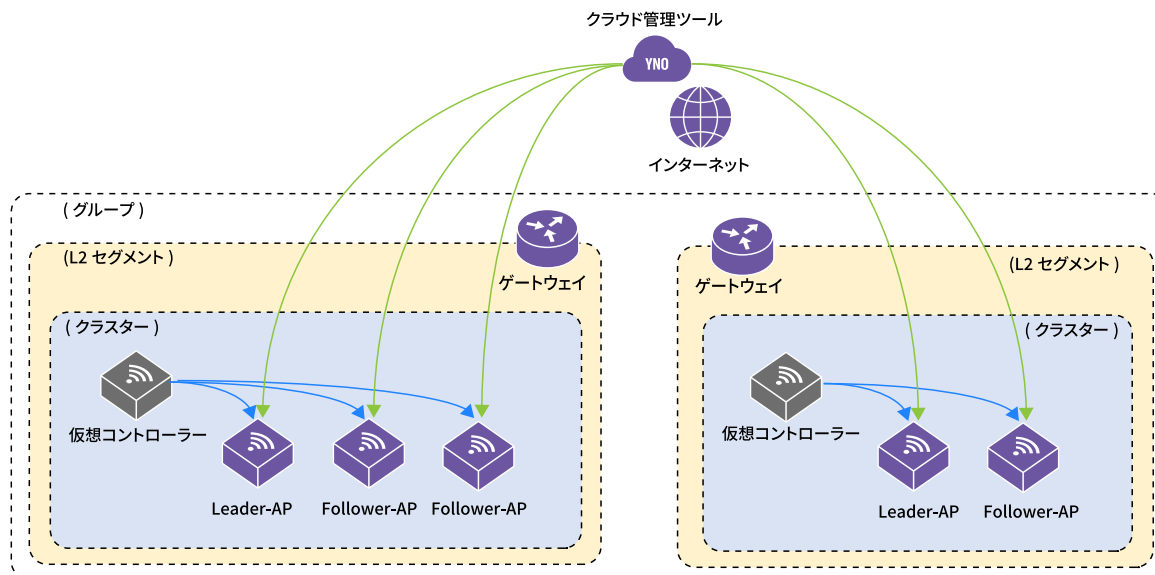 クラウド管理ツール
YNO
インターネット
( グループ )
(L2 セグメント )
ゲートウェイ
( クラスター )
仮想コントローラー
Leader-AP
Follower-AP
Follower-AP
ゲートウェイ
(L2 セグメント )
( クラスター )
仮想コントローラー
Leader-AP
Follower-AP